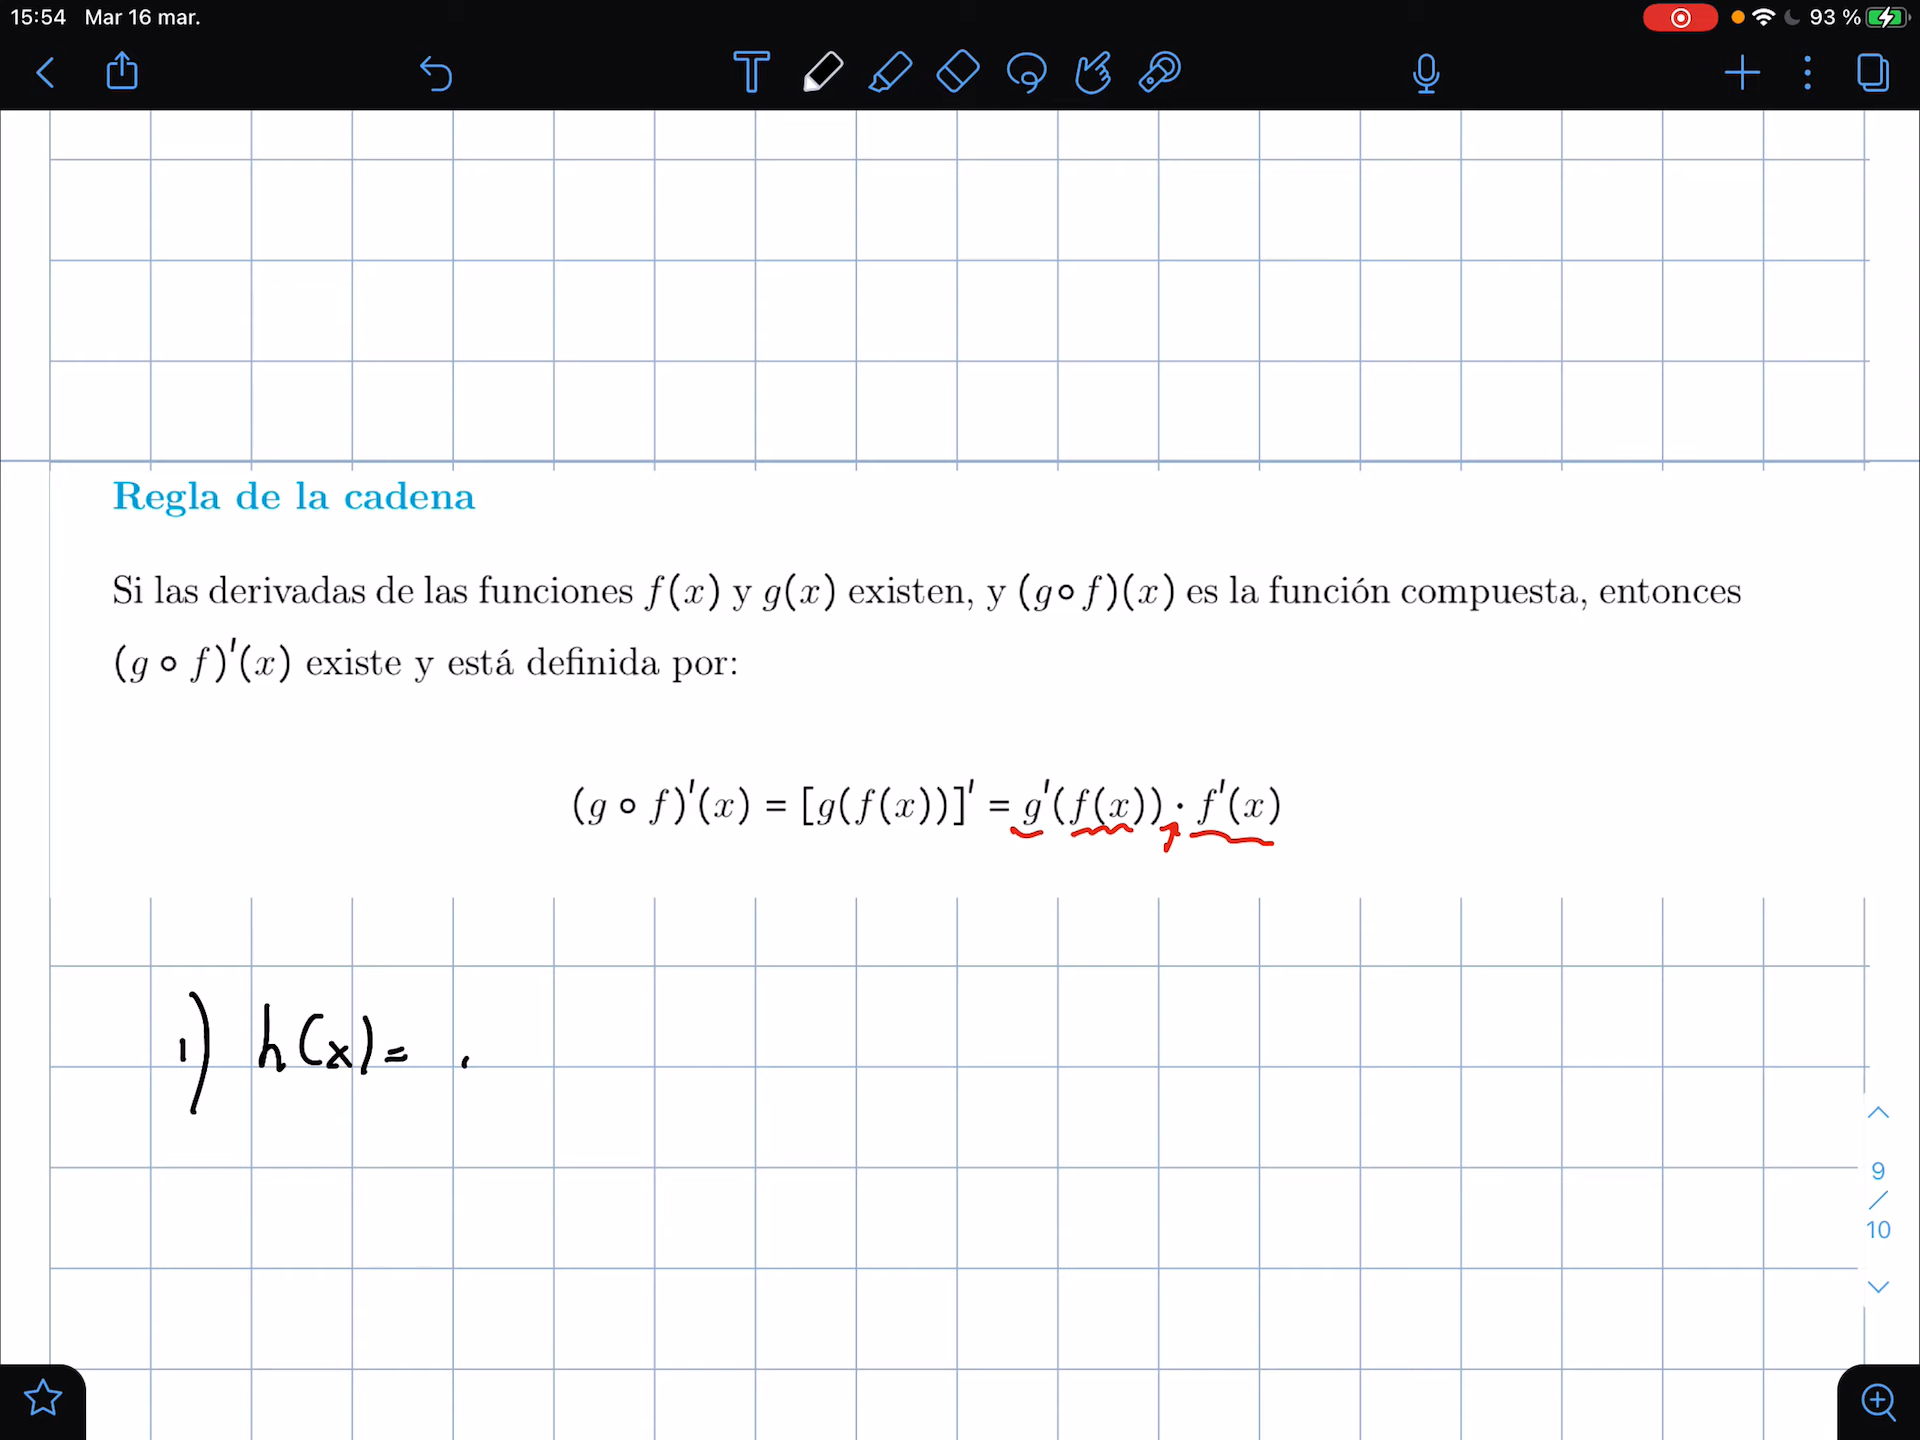 15:54 Mar 16 mar. 93 %
T
Regla de la cadena
Si las derivadas de las funciones f(x) y g(x) existen, y (g∘f)(x) es la función compuesta, entonces
(g ∘ f)'(x) existe y está definida por:
(g ∘ f)'(x) = [g(f(x))]' = g'(f(x)) · f'(x)
1) h(x) =
9
/
10